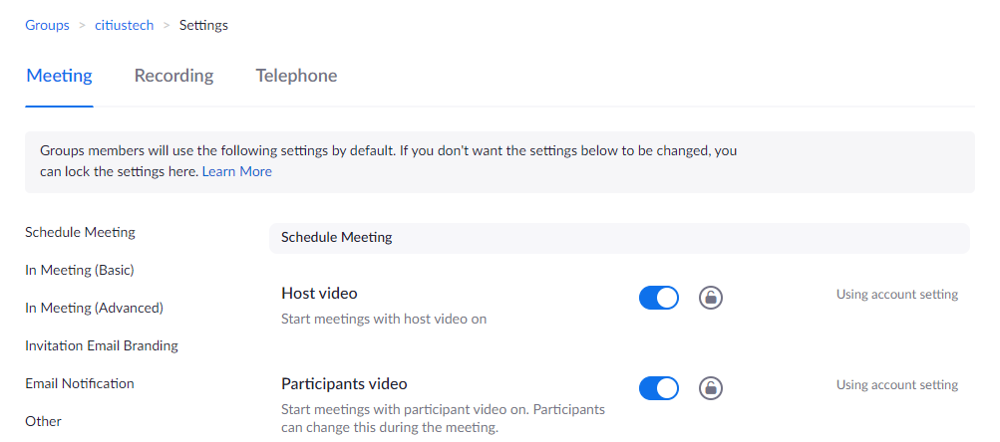 Groups > citiustech > Settings
Meeting Recording Telephone
Groups members will use the following settings by default. If you don't want the settings below to be changed, you
can lock the settings here. Learn More
Schedule Meeting
In Meeting (Basic)
In Meeting (Advanced)
Invitation Email Branding
Email Notification
Other
Schedule Meeting
Host video
Using account setting
Start meetings with host video on
Participants video
Using account setting
Start meetings with participant video on. Participants
can change this during the meeting.